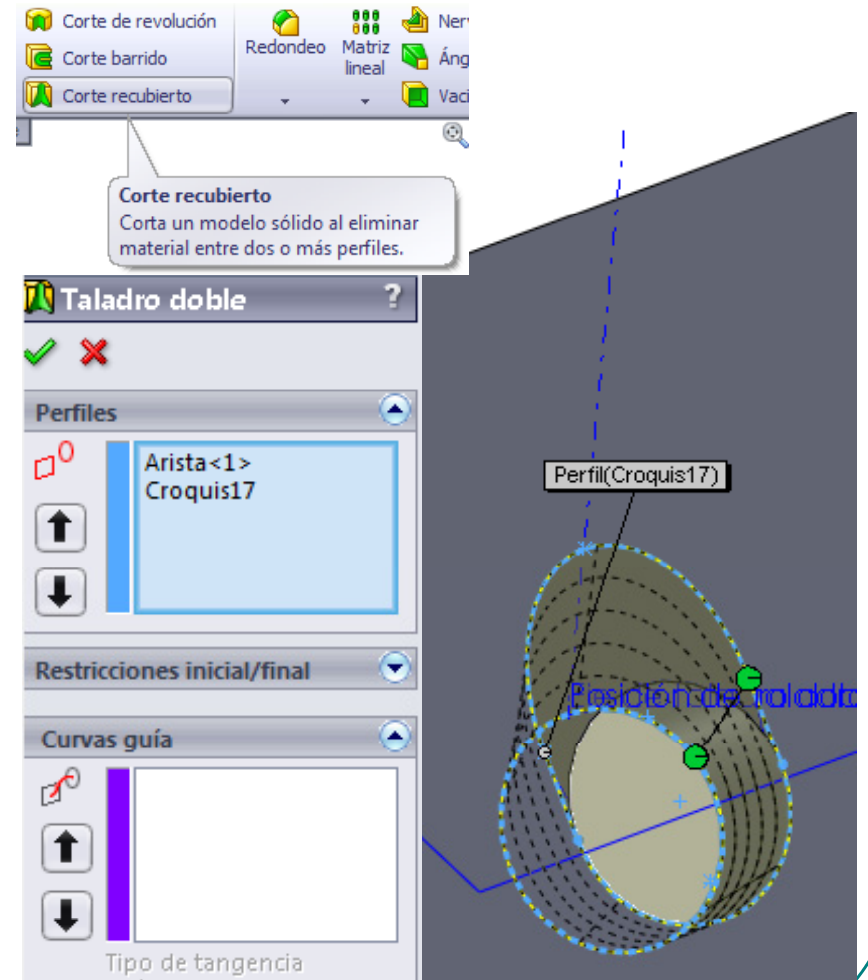 Corte de revolución
Corte barrido
Corte recubierto
Redondeo
Matriz
lineal
Corte recubierto
Corta un modelo sólido al eliminar
material entre dos o más perfiles.
Taladro doble ?
Perfiles
Arista<1>
Croquis17
Restricciones inicial/final
Curvas guía
Tipo de tangencia
Perfil(Croquis17)
Posición de